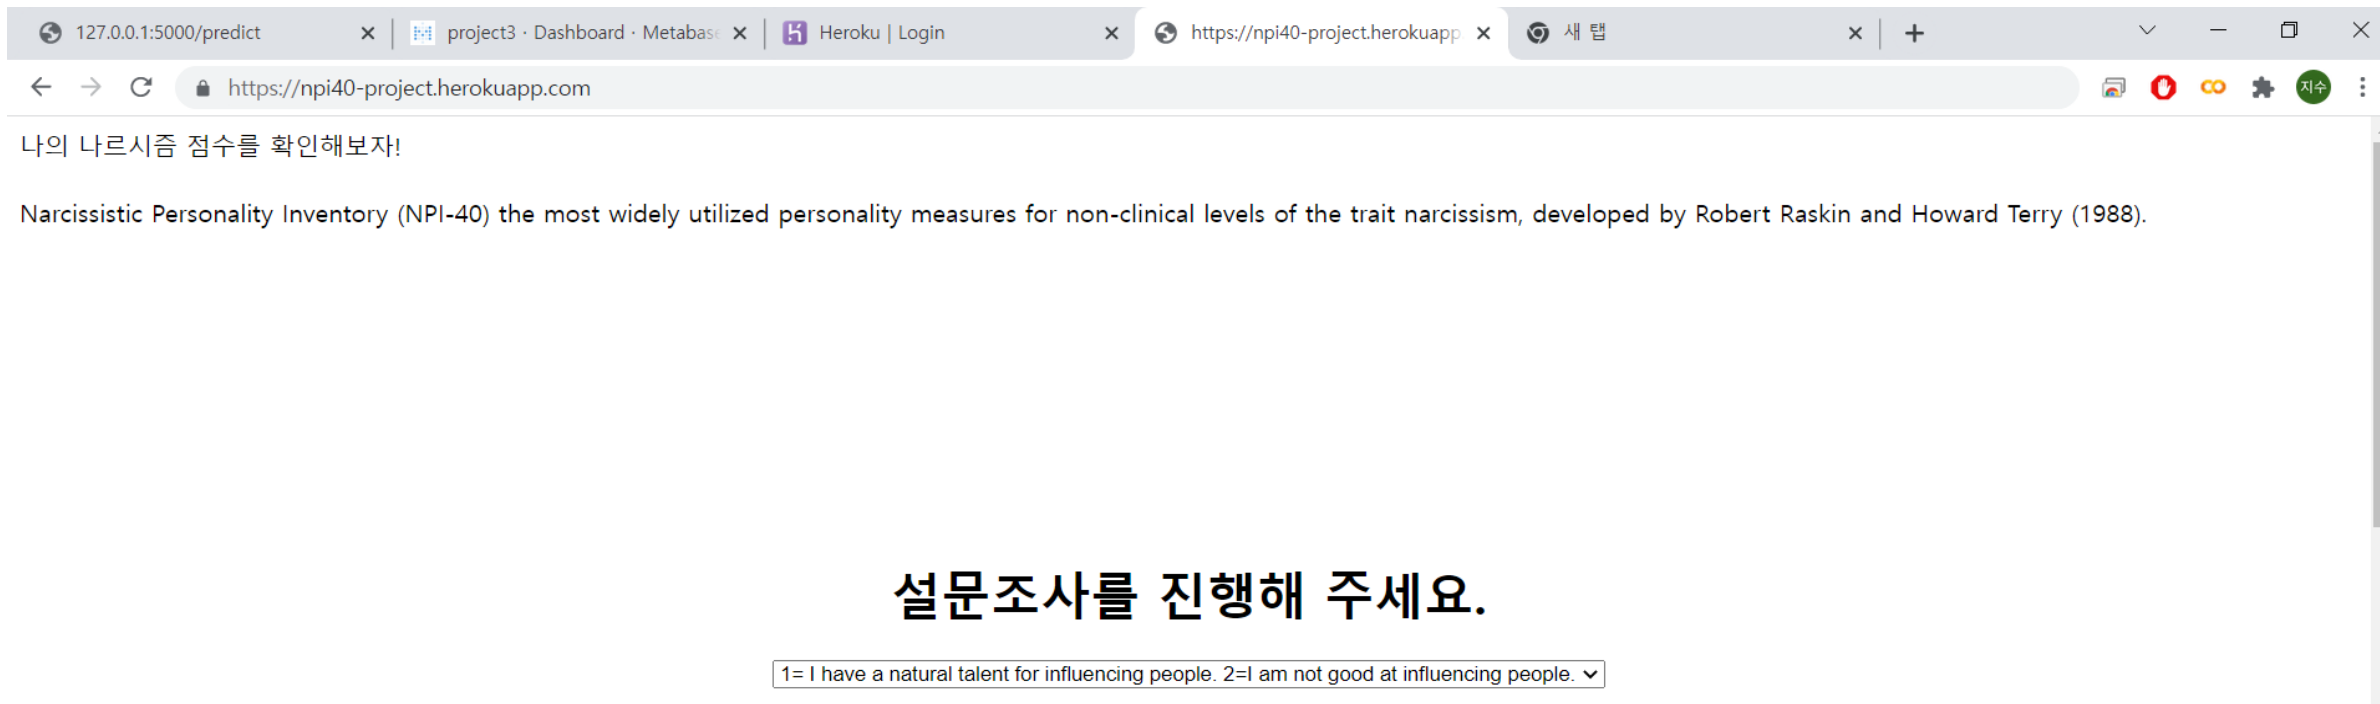 127.0.0.1:5000/predict
project3 · Dashboard · Metabase
Heroku | Login
https://npi40-project.herokuapp.
새 탭
https://npi40-project.herokuapp.com
지수
나의 나르시즘 점수를 확인해보자!
Narcissistic Personality Inventory (NPI-40) the most widely utilized personality measures for non-clinical levels of the trait narcissism, developed by Robert Raskin and Howard Terry (1988).
설문조사를 진행해 주세요.
1= I have a natural talent for influencing people. 2=I am not good at influencing people.